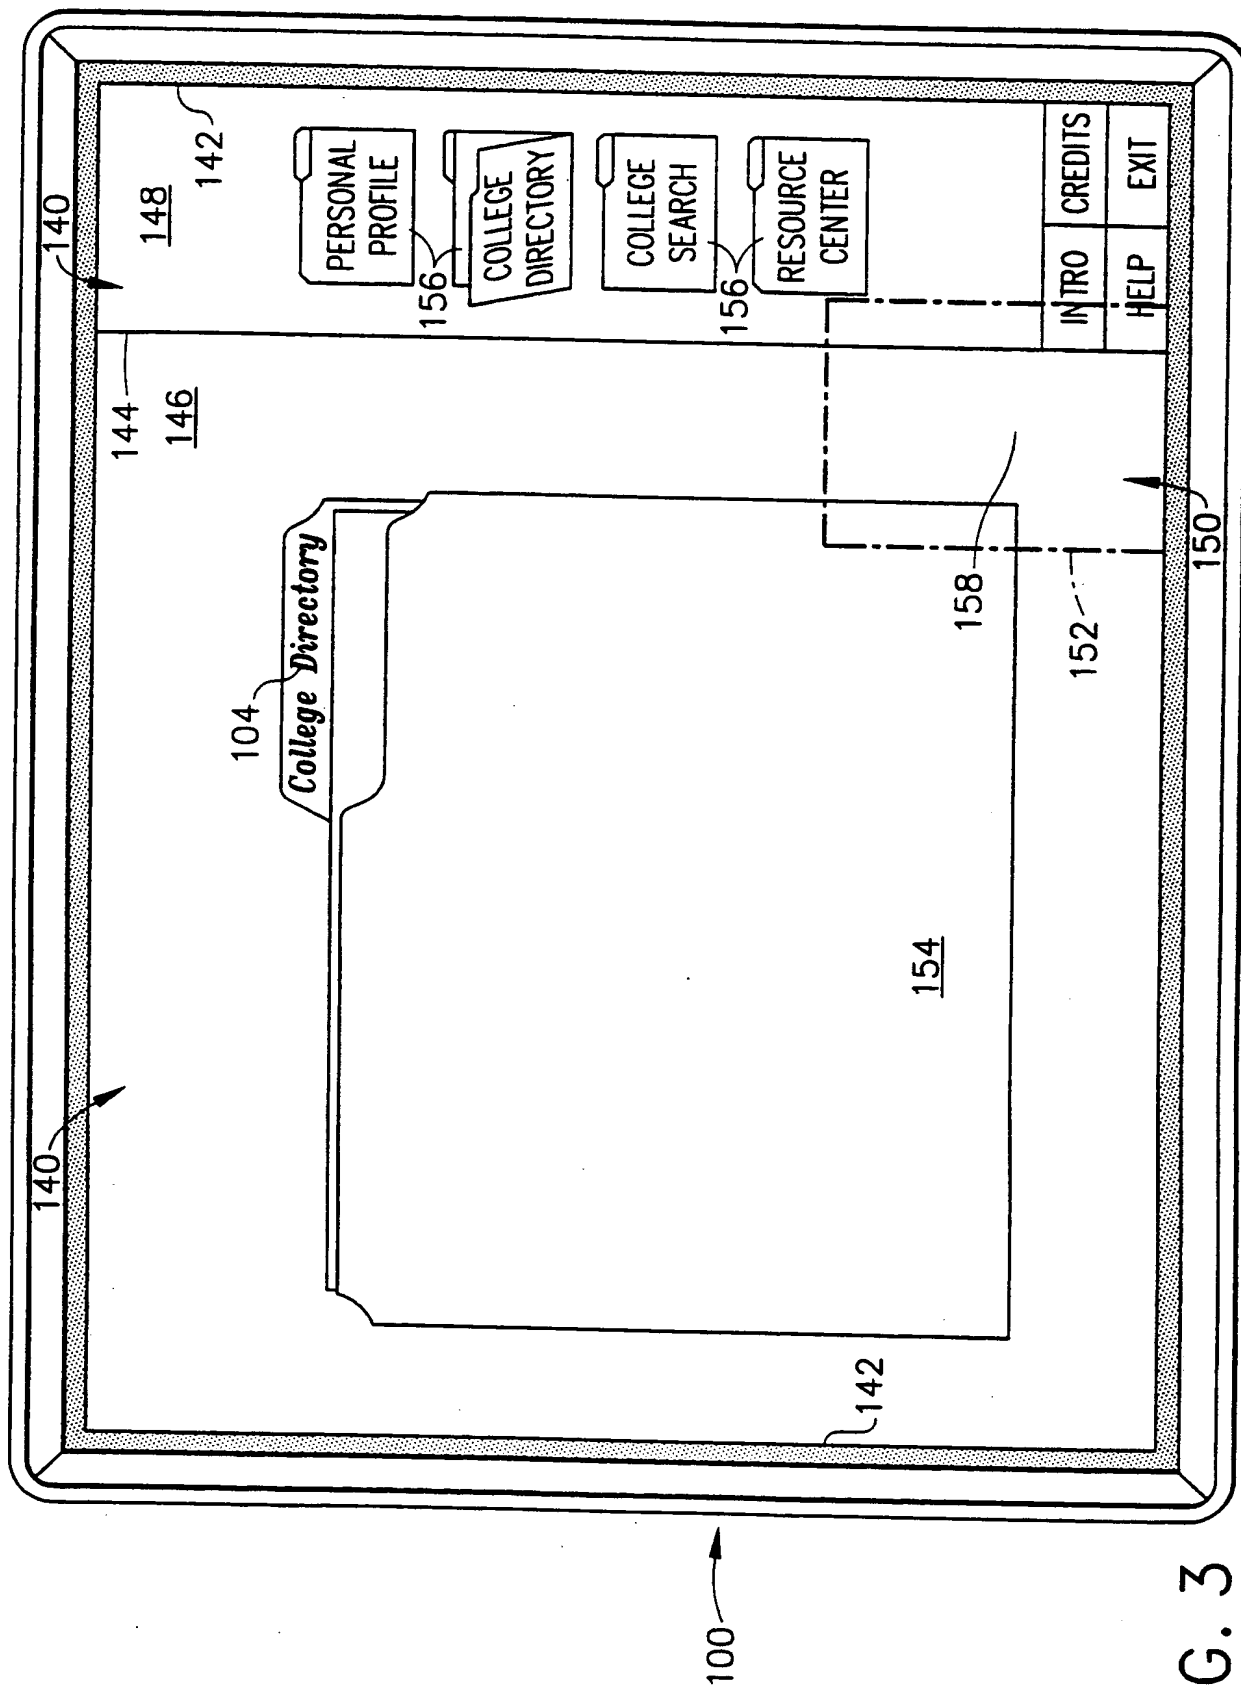 140
140
148
142
144
146
104
College Directory
PERSONAL
PROFILE
156
COLLEGE
DIRECTORY
COLLEGE
SEARCH
156
RESOURCE
CENTER
154
158
152
142
INTRO CREDITS
HELP EXIT
150
100
G. 3